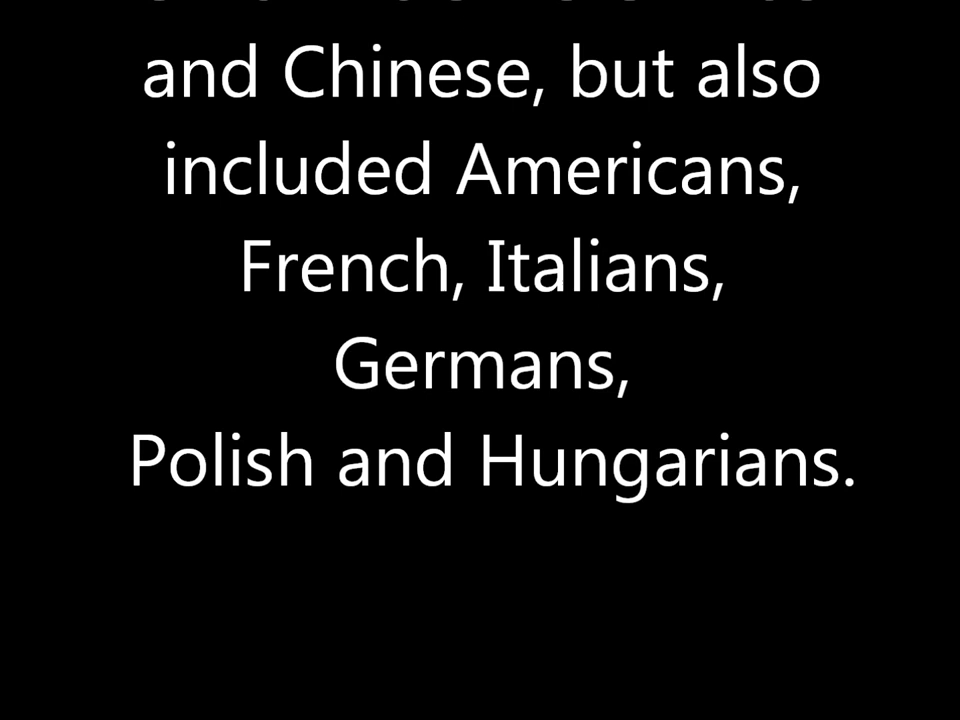 and Chinese, but also
included Americans,
French, Italians,
Germans,
Polish and Hungarians.